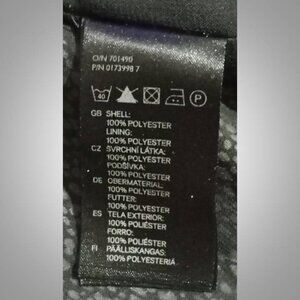 O/N 701490
P/N 0173998 7
40 P
GB SHELL:
100% POLYESTER
LINING:
100% POLYESTER
CZ SVRCHNÍ LÁTKA:
100% POLYESTER
PODŠÍVKA:
100% POLYESTER
DE OBERMATERIAL:
100% POLYESTER
FUTTER:
100% POLYESTER
ES TELA EXTERIOR:
100% POLIÉSTER
FORRO:
100% POLIÉSTER
FI PÄÄLLISKANGAS:
100% POLYESTERIÄ